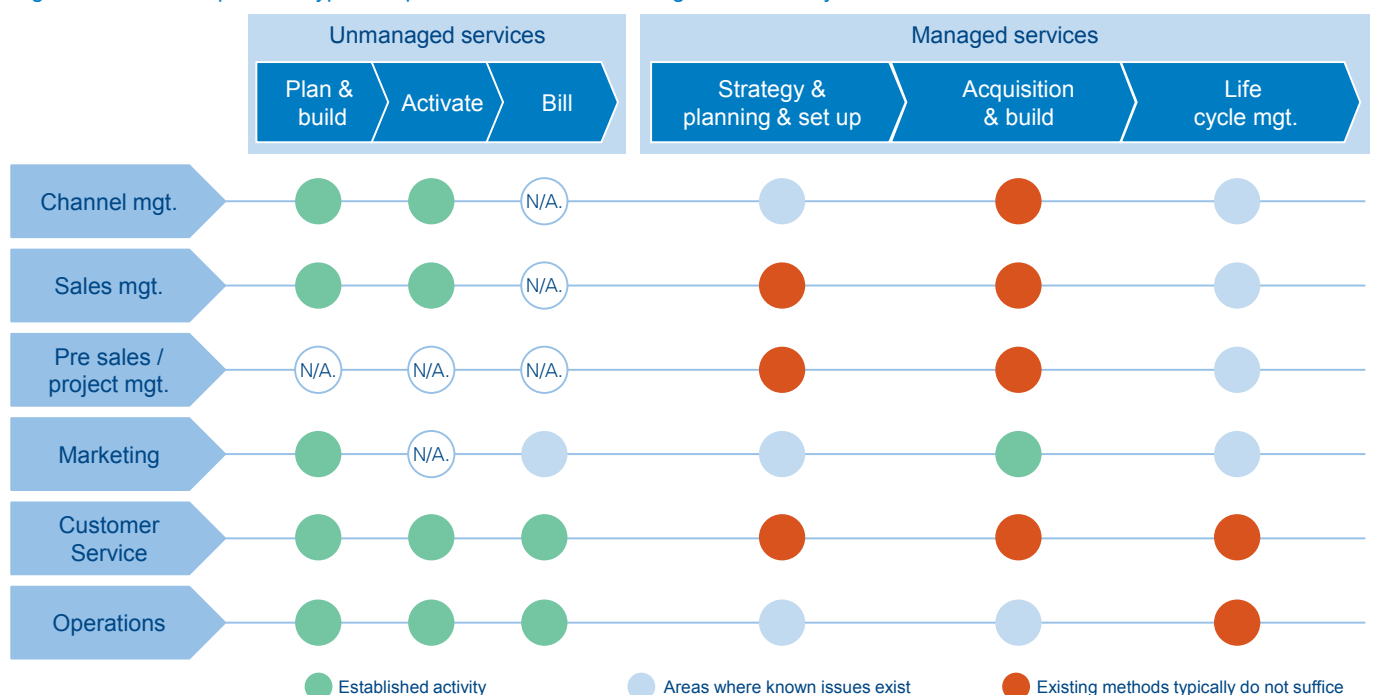 Unmanaged services
Managed services
Plan &
build
Activate
Bill
Strategy &
planning & set up
Acquisition
& build
Life
cycle mgt.
Channel mgt.
N/A.
Sales mgt.
N/A.
Pre sales /
project mgt.
N/A.
N/A.
N/A.
Marketing
N/A.
Customer
Service
Operations
Established activity
Areas where known issues exist
Existing methods typically do not suffice